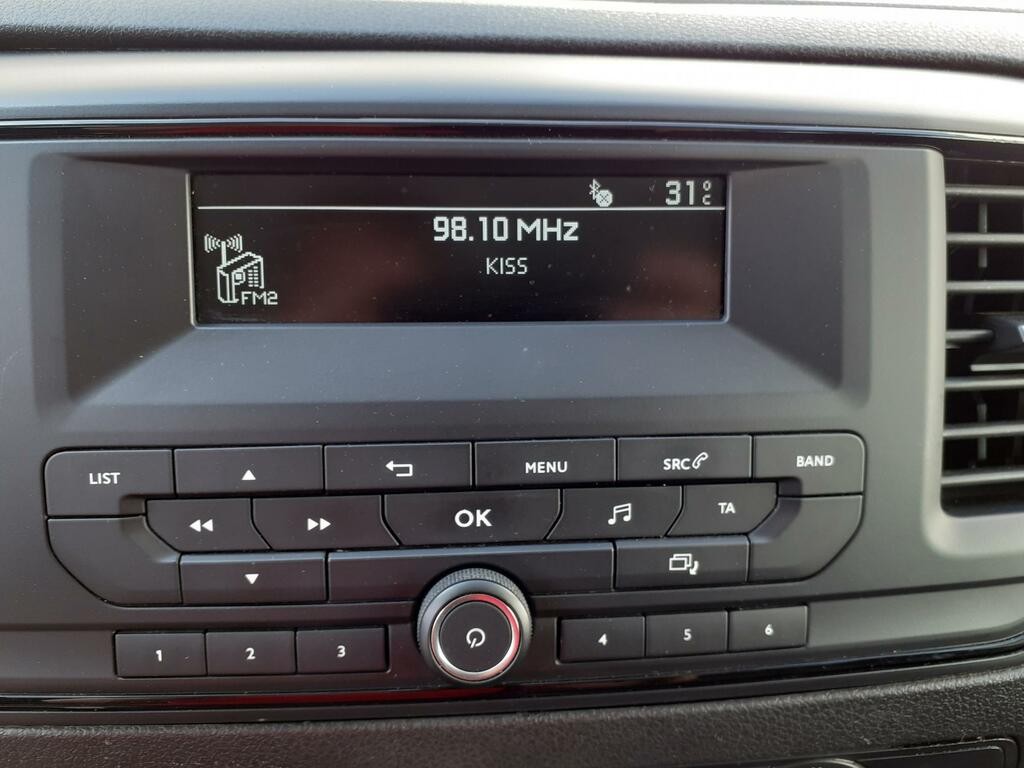 31°C
98.10 MHz
KISS
FM2
LIST
MENU
SRC
BAND
OK
TA
1
2
3
4
5
6